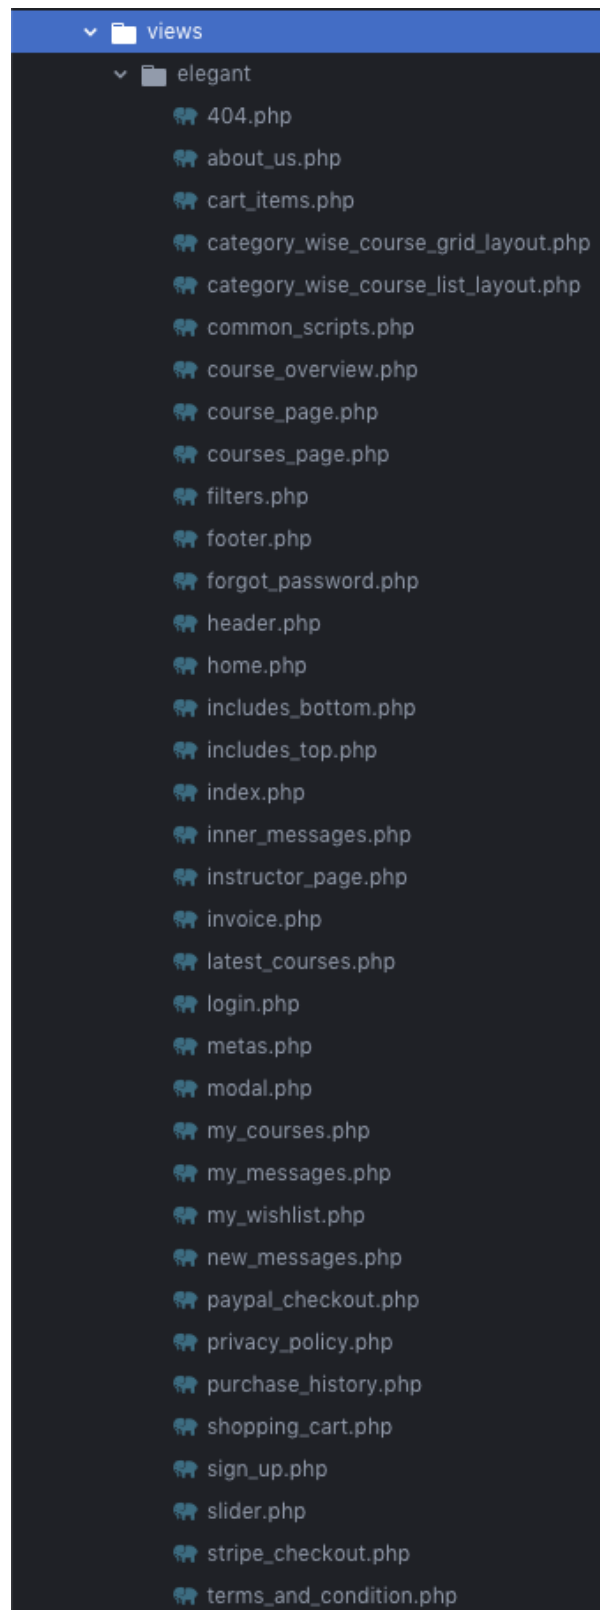 views
elegant
404.php
about_us.php
cart_items.php
category_wise_course_grid_layout.php
category_wise_course_list_layout.php
common_scripts.php
course_overview.php
course_page.php
courses_page.php
filters.php
footer.php
forgot_password.php
header.php
home.php
includes_bottom.php
includes_top.php
index.php
inner_messages.php
instructor_page.php
invoice.php
latest_courses.php
login.php
metas.php
modal.php
my_courses.php
my_messages.php
my_wishlist.php
new_messages.php
paypal_checkout.php
privacy_policy.php
purchase_history.php
shopping_cart.php
sign_up.php
slider.php
stripe_checkout.php
terms_and_condition.php